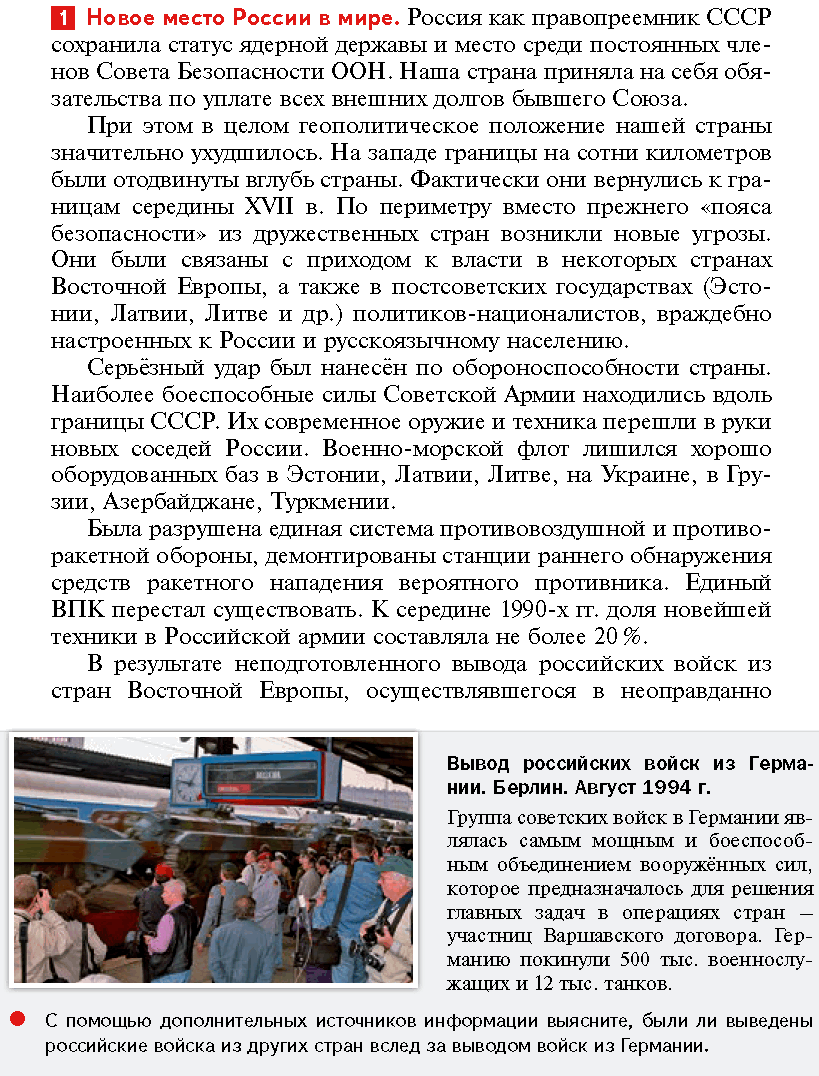 1 Новое место России в мире. Россия как правопреемник СССР
сохранила статус ядерной державы и место среди постоянных чле-
нов Совета Безопасности ООН. Наша страна приняла на себя обя-
зательства по уплате всех внешних долгов бывшего Союза.
При этом в целом геополитическое положение нашей страны
значительно ухудшилось. На западе границы на сотни километров
были отодвинуты вглубь страны. Фактически они вернулись к гра-
ницам середины XVII в. По периметру вместо прежнего «пояса
безопасности» из дружественных стран возникли новые угрозы.
Они были связаны с приходом к власти в некоторых странах
Восточной Европы, а также в постсоветских государствах (Эсто-
нии, Латвии, Литве и др.) политиков-националистов, враждебно
настроенных к России и русскоязычному населению.
Серьёзный удар был нанесён по обороноспособности страны.
Наиболее боеспособные силы Советской Армии находились вдоль
границы СССР. Их современное оружие и техника перешли в руки
новых соседей России. Военно-морской флот лишился хорошо
оборудованных баз в Эстонии, Латвии, Литве, на Украине, в Гру-
зии, Азербайджане, Туркмении.
Была разрушена единая система противовоздушной и противо-
ракетной обороны, демонтированы станции раннего обнаружения
средств ракетного нападения вероятного противника. Единый
ВПК перестал существовать. К середине 1990-х гг. доля новейшей
техники в Российской армии составляла не более 20 %.
В результате неподготовленного вывода российских войск из
стран Восточной Европы, осуществлявшегося в неоправданно
Вывод российских войск из Герма-
нии. Берлин. Август 1994 г.
Группа советских войск в Германии яв-
лялась самым мощным и боеспособ-
ным объединением вооружённых сил,
которое предназначалось для решения
главных задач в операциях стран –
участниц Варшавского договора. Гер-
манию покинули 500 тыс. военнослу-
жащих и 12 тыс. танков.
С помощью дополнительных источников информации выясните, были ли выведены
российские войска из других стран вслед за выводом войск из Германии.